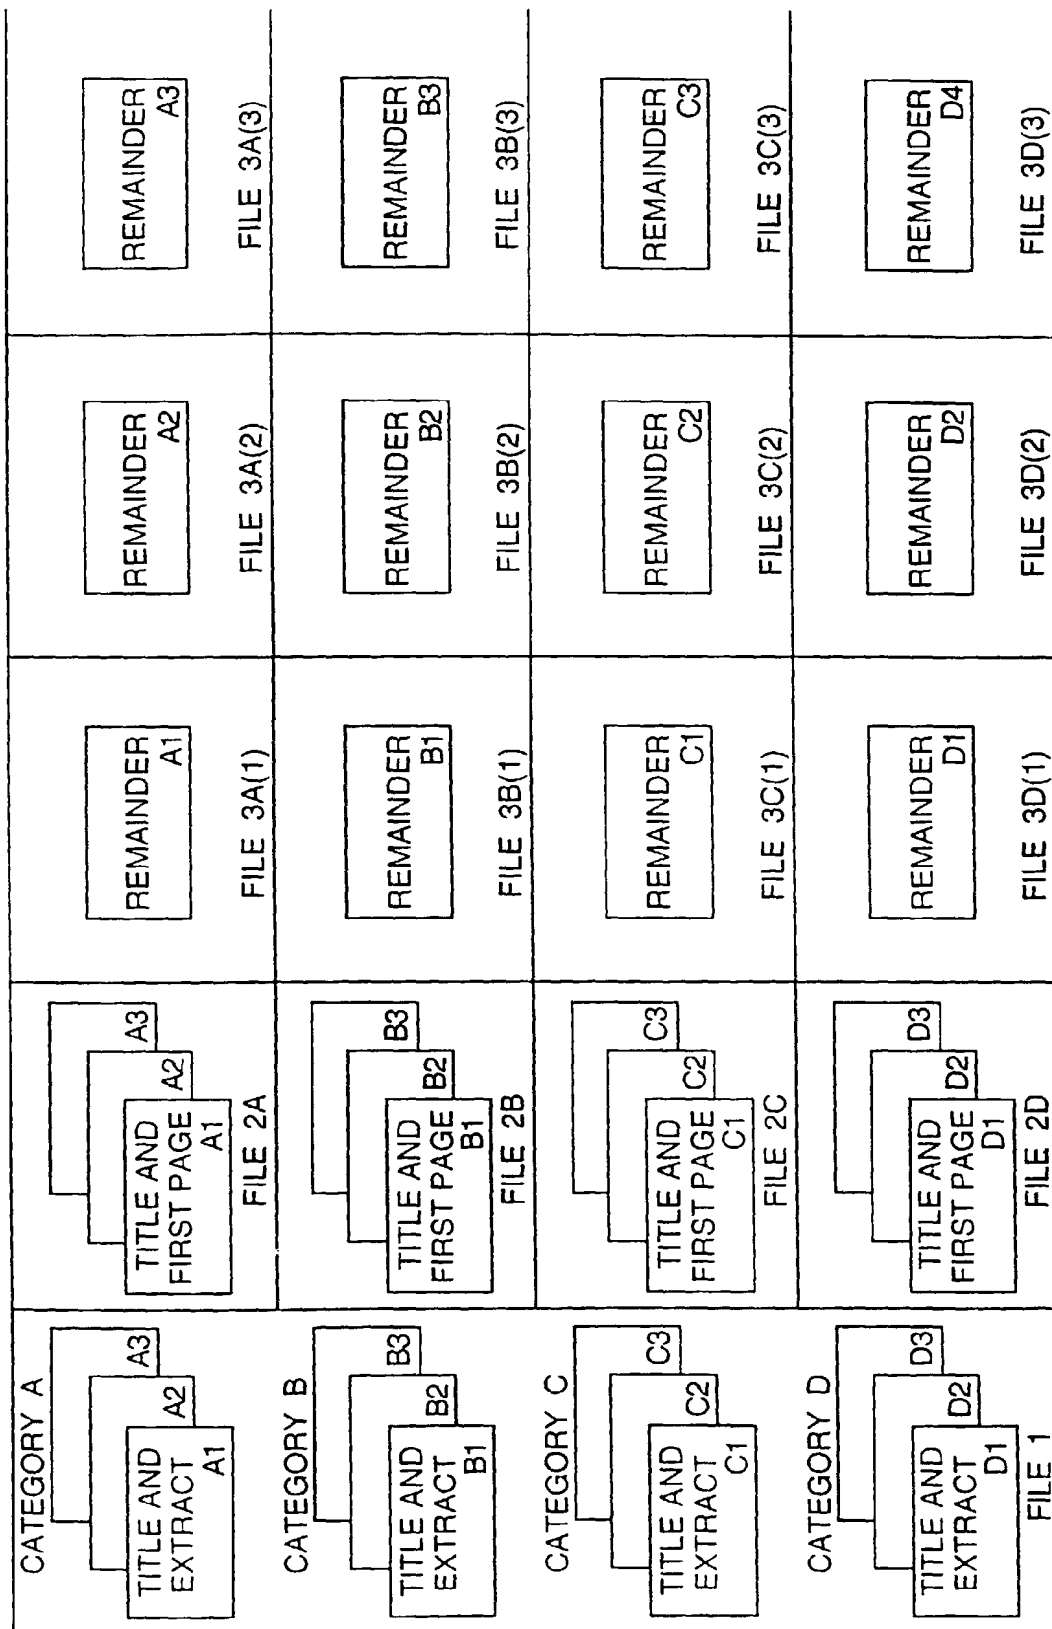 CATEGORY A
TITLE AND
EXTRACT
A1
A2
A3
TITLE AND
FIRST PAGE
A1
A2
A3
FILE 2A
REMAINDER
A1
FILE 3A(1)
REMAINDER
A2
FILE 3A(2)
REMAINDER
A3
FILE 3A(3)
CATEGORY B
TITLE AND
EXTRACT
B1
B2
B3
TITLE AND
FIRST PAGE
B1
B2
B3
FILE 2B
REMAINDER
B1
FILE 3B(1)
REMAINDER
B2
FILE 3B(2)
REMAINDER
B3
FILE 3B(3)
CATEGORY C
TITLE AND
EXTRACT
C1
C2
C3
TITLE AND
FIRST PAGE
C1
C2
C3
FILE 2C
REMAINDER
C1
FILE 3C(1)
REMAINDER
C2
FILE 3C(2)
REMAINDER
C3
FILE 3C(3)
CATEGORY D
TITLE AND
EXTRACT
D1
D2
D3
FILE 1
TITLE AND
FIRST PAGE
D1
D2
D3
FILE 2D
REMAINDER
D1
FILE 3D(1)
REMAINDER
D2
FILE 3D(2)
REMAINDER
D4
FILE 3D(3)